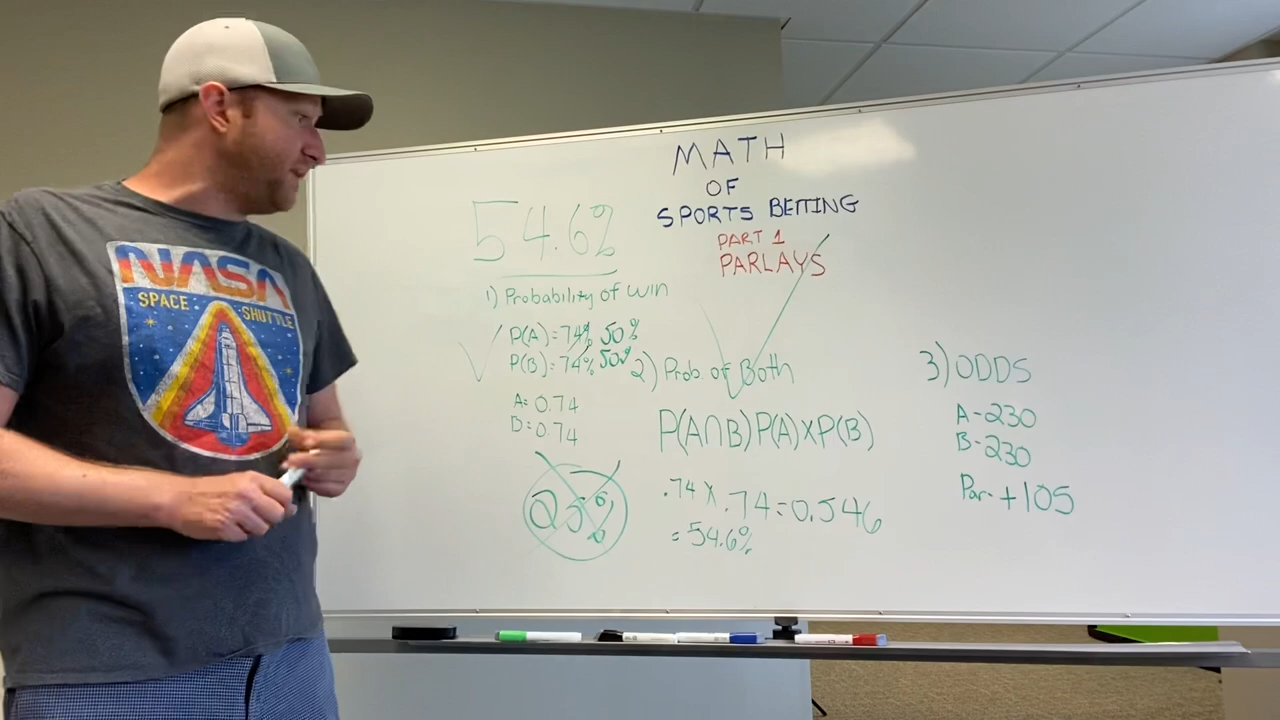 NASA
SPACE
SHUTTLE
MATH
OF
SPORTS BETTING
PART 1
PARLAYS
54.6%
1) Probability of win
P(A)=74% 50%
P(B)=74% 50%
A=0.74
B=0.74
25%
2) Prob. of Both
P(A∩B)P(A)XP(B)
.74 X .74=0.546
=54.6%
3) ODDS
A-230
B-230
Par-+105